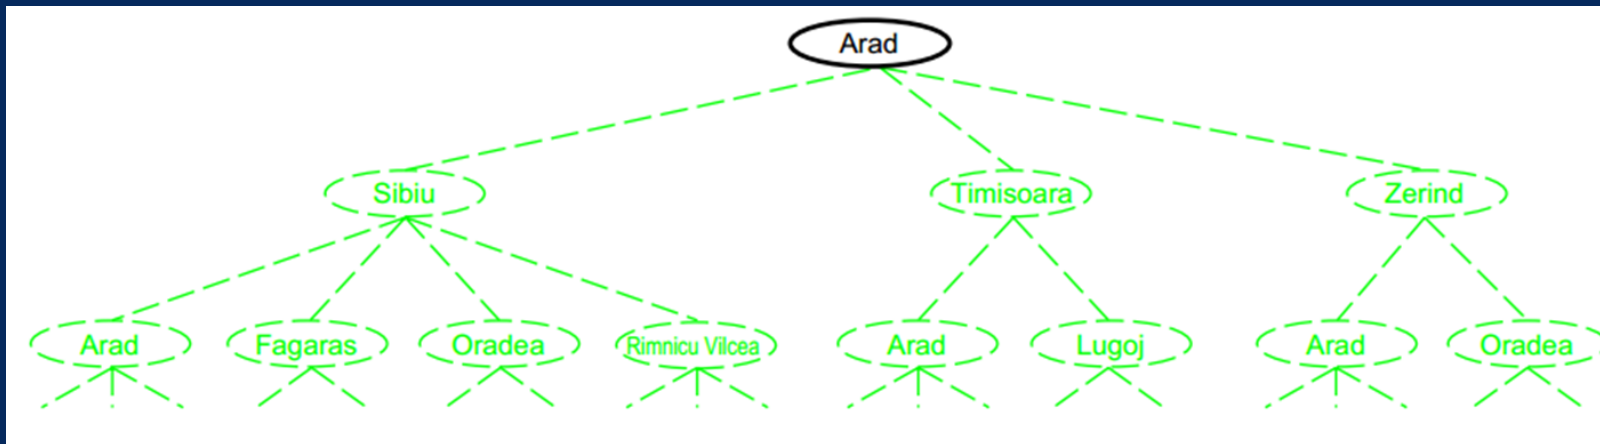 Arad
Sibiu
Timisoara
Zerind
Arad
Fagaras
Oradea
Rimnicu Vilcea
Arad
Lugoj
Arad
Oradea